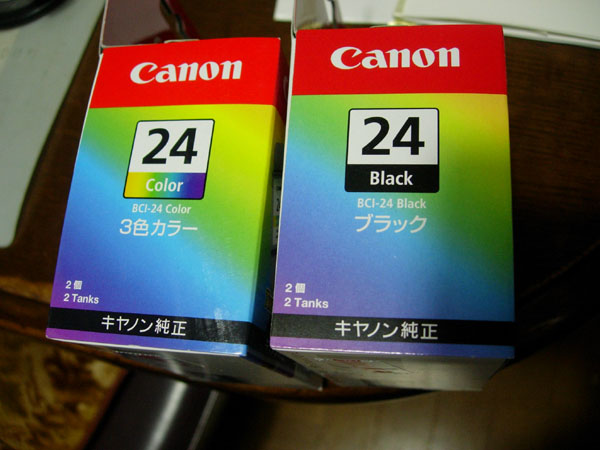 Canon
24
Color
BCI-24 Color
3色カラー
2個
2 Tanks
キヤノン純正
Canon
24
Black
BCI-24 Black
ブラック
2個
2 Tanks
キヤノン純正